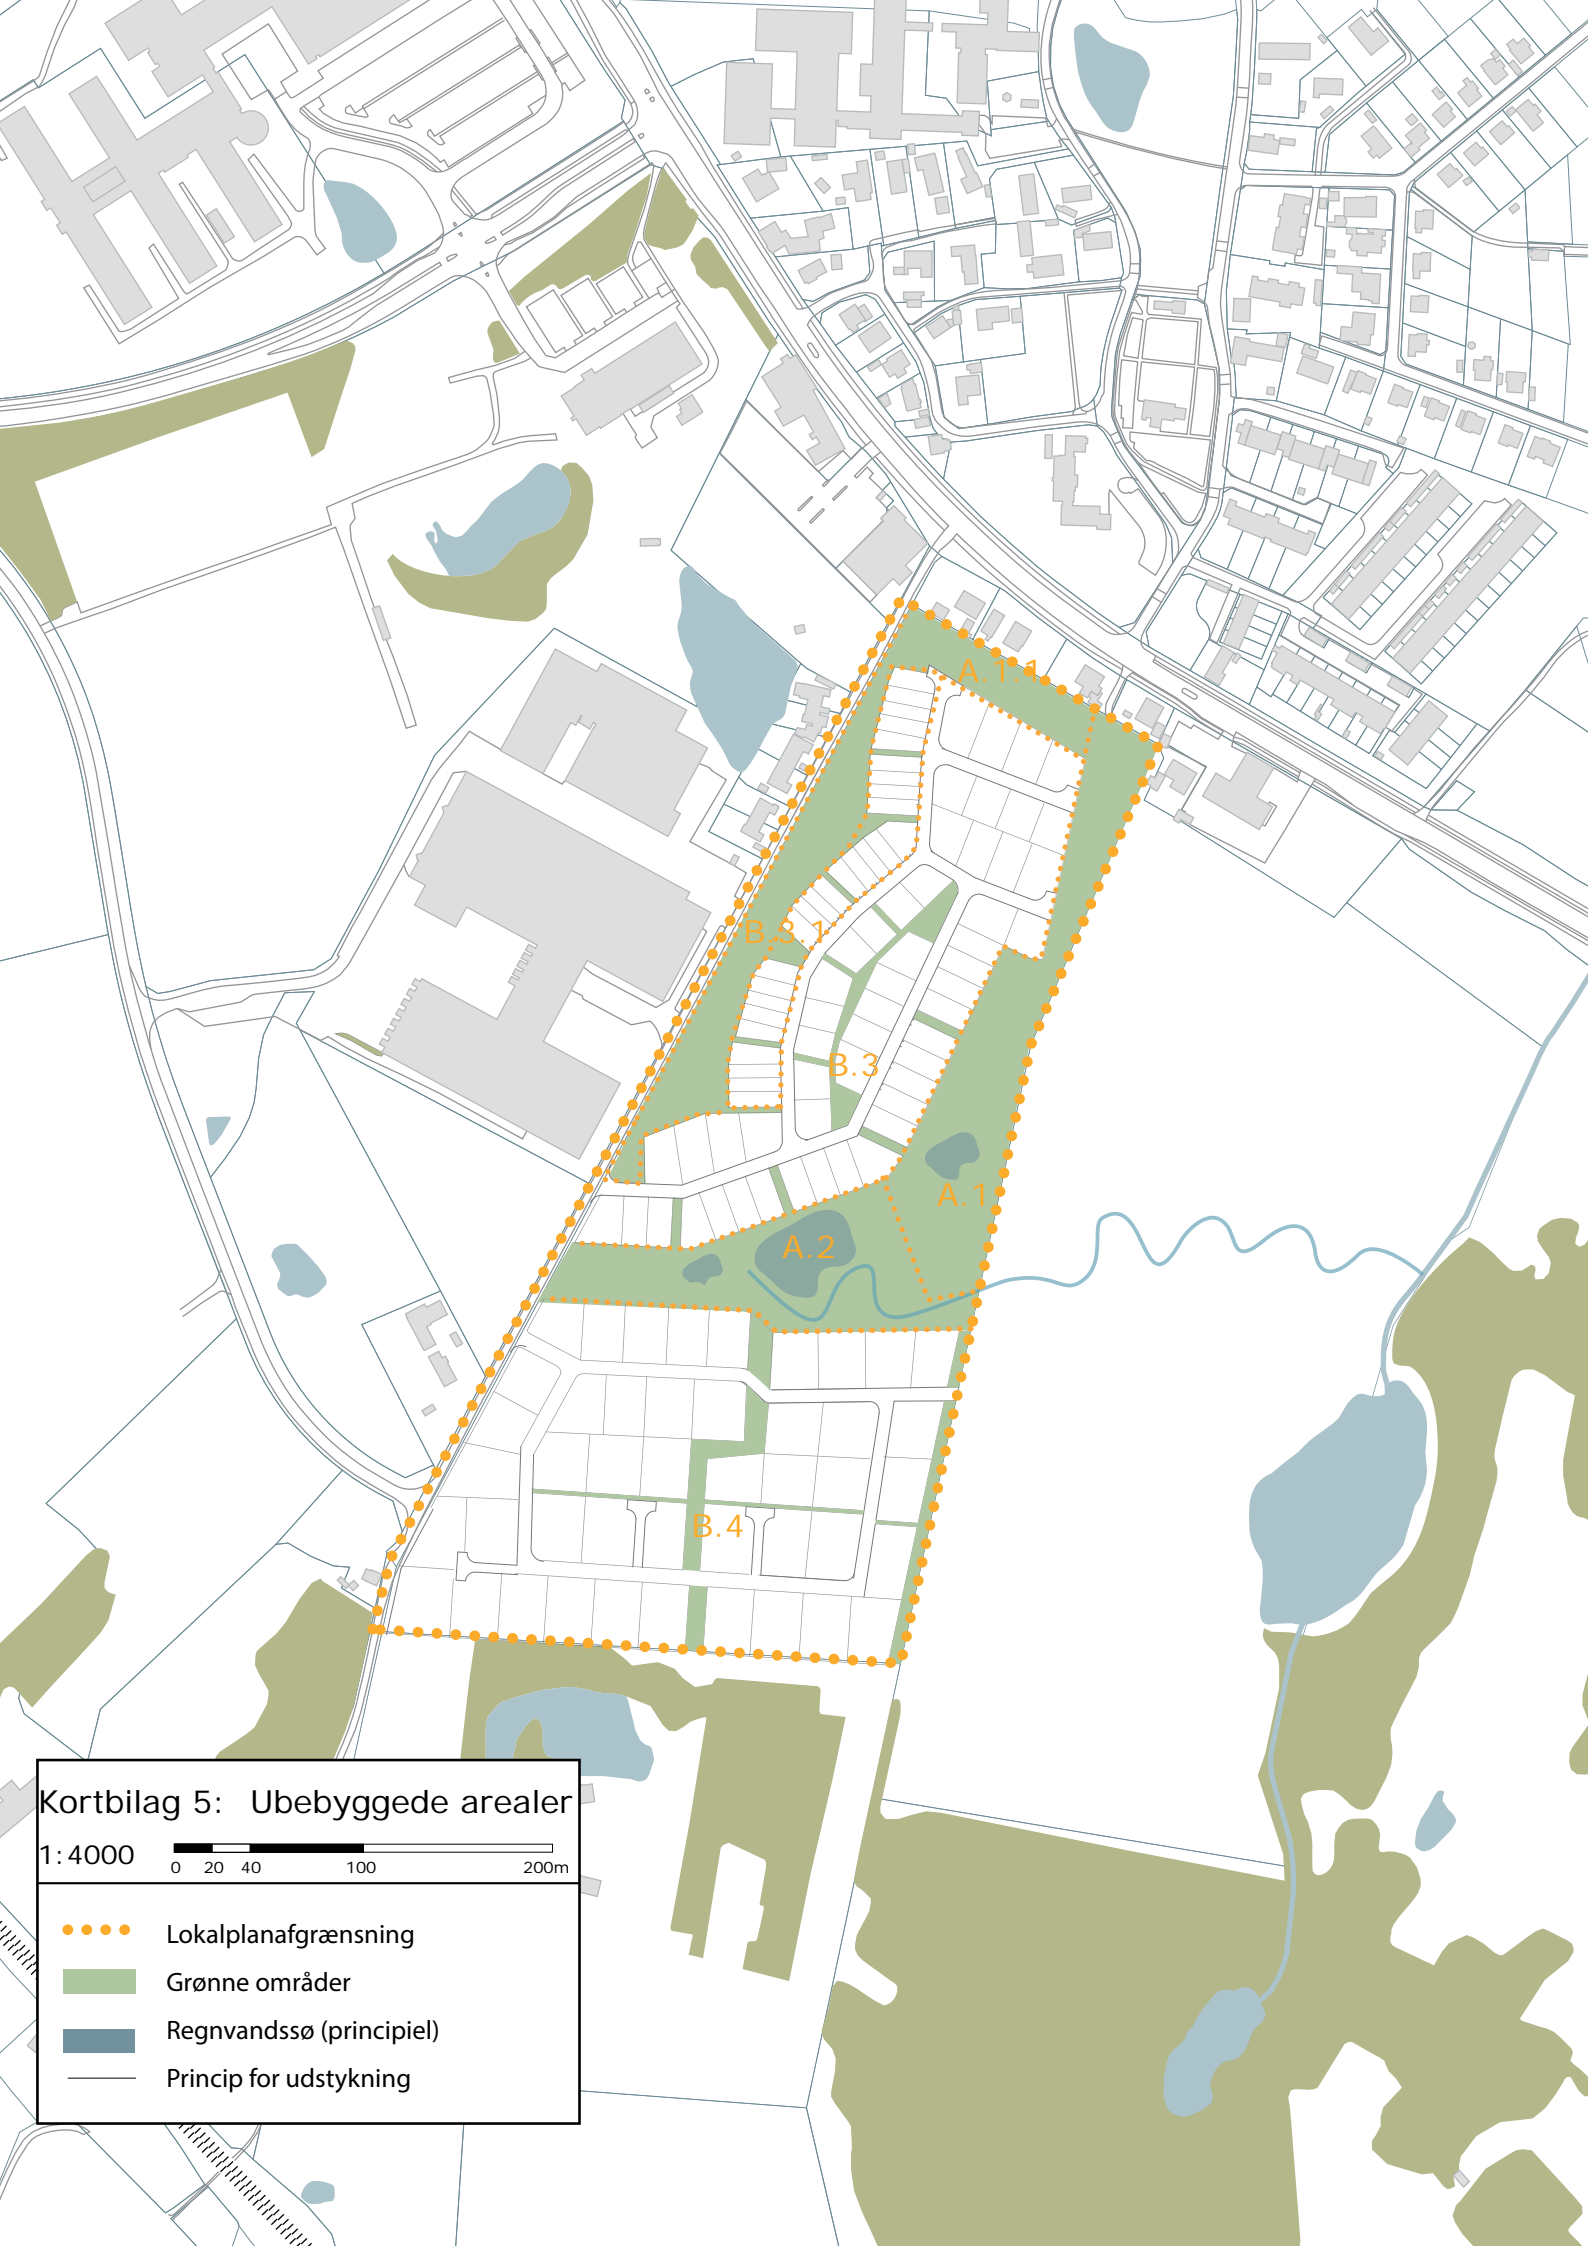 A.1.1
B.3.1
B.3
A.1
A.2
B.4
Kortbilag 5: Ubebyggede arealer
1:4000
0 20 40 100 200m
Lokalplanafgrænsning
Grønne områder
Regnvandssø (principiel)
Princip for udstykning